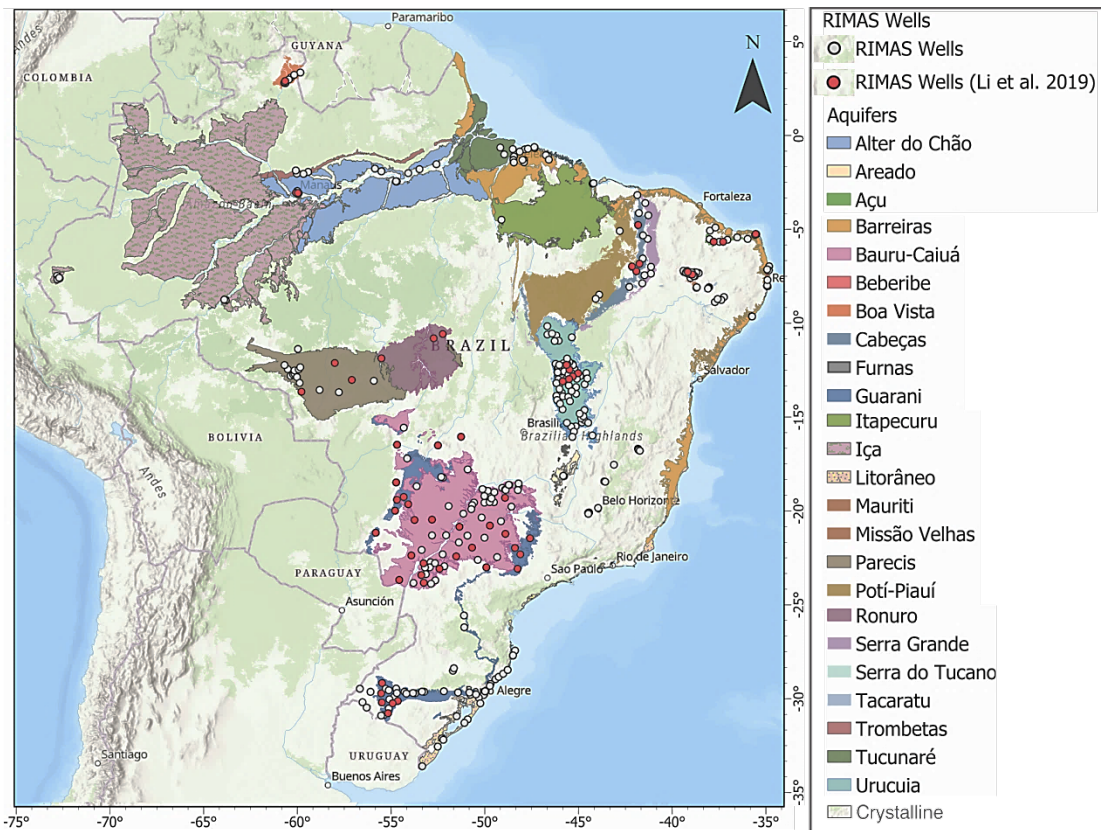 Paramaribo
GUYANA
COLOMBIA
Andes
N
5°
0°
Manaus
Fortaleza
-5°
Re
-10°
BRAZIL
Salvador
-15°
BOLIVIA
Brasíli
Brazilian Highlands
Andes
Belo Horizonte
-20°
PARAGUAY
Rio de Janeiro
Sao Paulo
Asunción
-25°
Alegre
-30°
Santiago
URUGUAY
Buenos Aires
-35°
-75°
-70°
-65°
-60°
-55°
-50°
-45°
-40°
-35°
RIMAS Wells
RIMAS Wells
RIMAS Wells (Li et al. 2019)
Aquifers
Alter do Chão
Areado
Açu
Barreiras
Bauru-Caiuá
Beberibe
Boa Vista
Cabeças
Furnas
Guarani
Itapecuru
Iça
Litorâneo
Mauriti
Missão Velhas
Parecis
Potí-Piauí
Ronuro
Serra Grande
Serra do Tucano
Tacaratu
Trombetas
Tucunaré
Urucuia
Crystalline